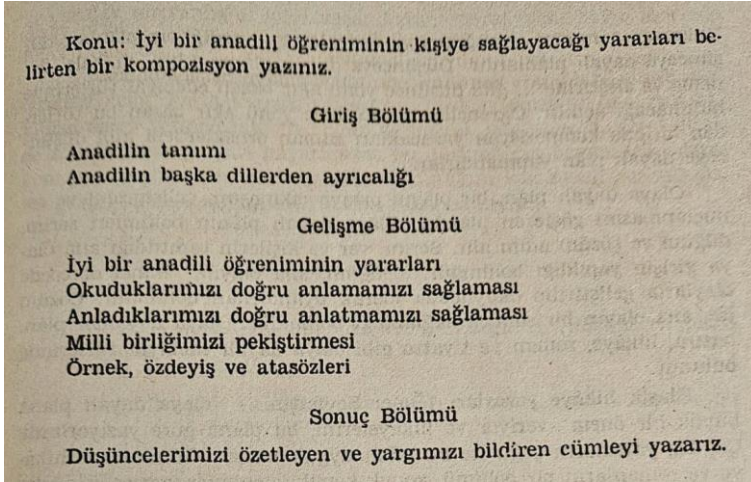 Konu: İyi bir anadili öğreniminin kişiye sağlayacağı yararları be-
lirten bir kompozisyon yazınız.
Giriş Bölümü
Anadilin tanımı
Anadilin başka dillerden ayrıcalığı
Gelişme Bölümü
İyi bir anadili öğreniminin yararları
Okuduklarımızı doğru anlamamızı sağlaması
Anladıklarımızı doğru anlatmamızı sağlaması
Milli birliğimizi pekiştirmesi
Örnek, özdeyiş ve atasözleri
Sonuç Bölümü
Düşüncelerimizi özetleyen ve yargımızı bildiren cümleyi yazarız.